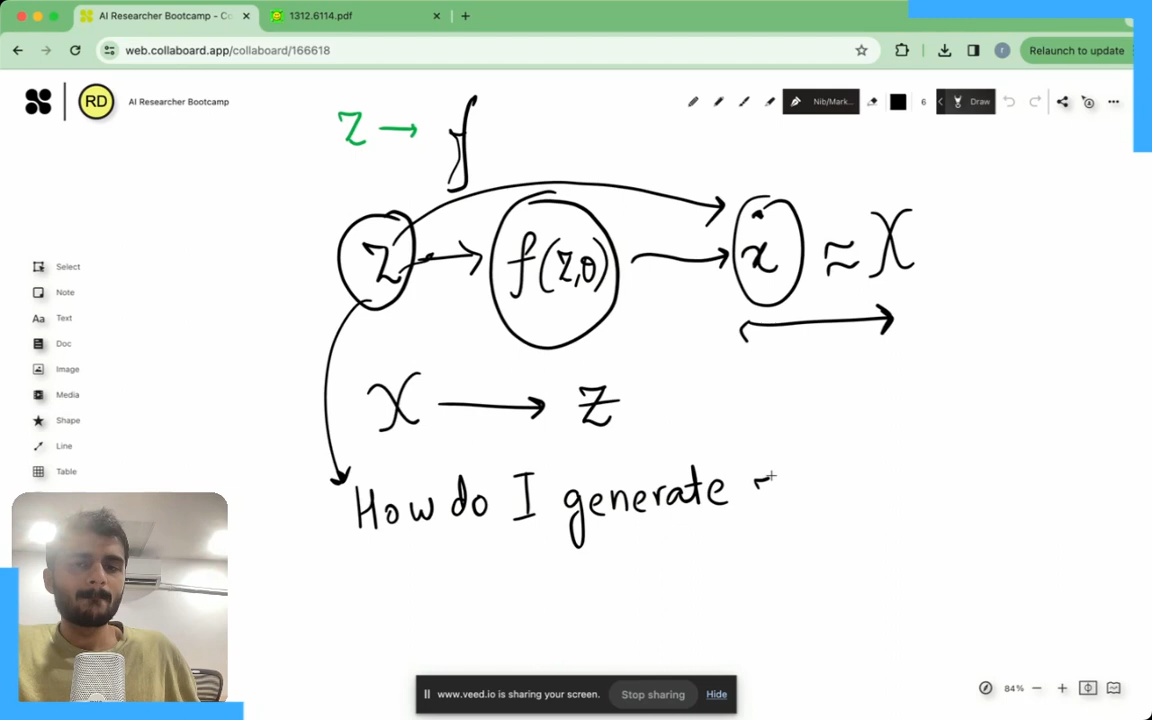 AI Researcher Bootcamp - Co
1312.6114.pdf
web.collaboard.app/collaboard/166618
Relaunch to update
RD
AI Researcher Bootcamp
Nib/Mark...
6
Draw
z → f
z → f(z,θ) → x̂ ≈ X
Select
Note
Aa Text
Doc
Image
Media
Shape
Line
Table
X → z
How do I generate
www.veed.io is sharing your screen.
Stop sharing
Hide
84%